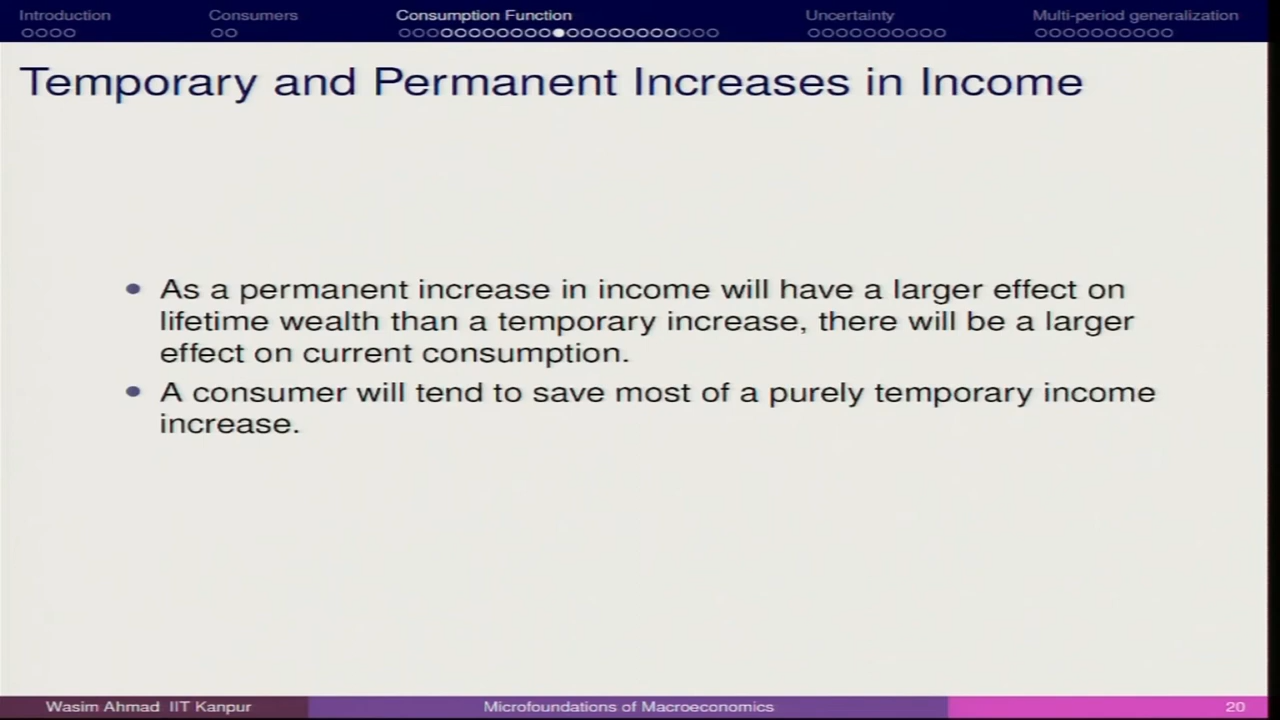 Introduction Consumers Consumption Function Uncertainty Multi-period generalization
Temporary and Permanent Increases in Income
As a permanent increase in income will have a larger effect on
lifetime wealth than a temporary increase, there will be a larger
effect on current consumption.
A consumer will tend to save most of a purely temporary income
increase.
Wasim Ahmad IIT Kanpur Microfoundations of Macroeconomics 20